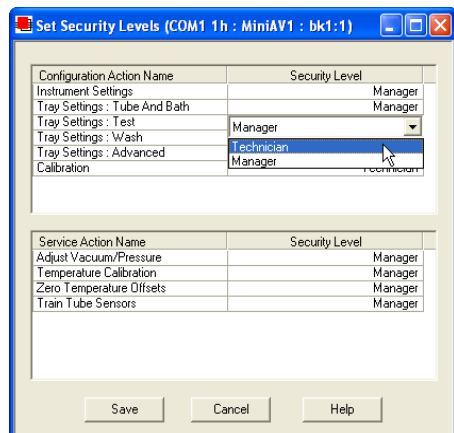 Set Security Levels (COM1 1h : MiniAV1 : bk1:1)
Configuration Action Name Security Level
Instrument Settings Manager
Tray Settings : Tube And Bath Manager
Tray Settings : Test Manager
Tray Settings : Wash Technician
Tray Settings : Advanced Manager
Calibration Technician
Service Action Name Security Level
Adjust Vacuum/Pressure Manager
Temperature Calibration Manager
Zero Temperature Offsets Manager
Train Tube Sensors Manager
Save Cancel Help